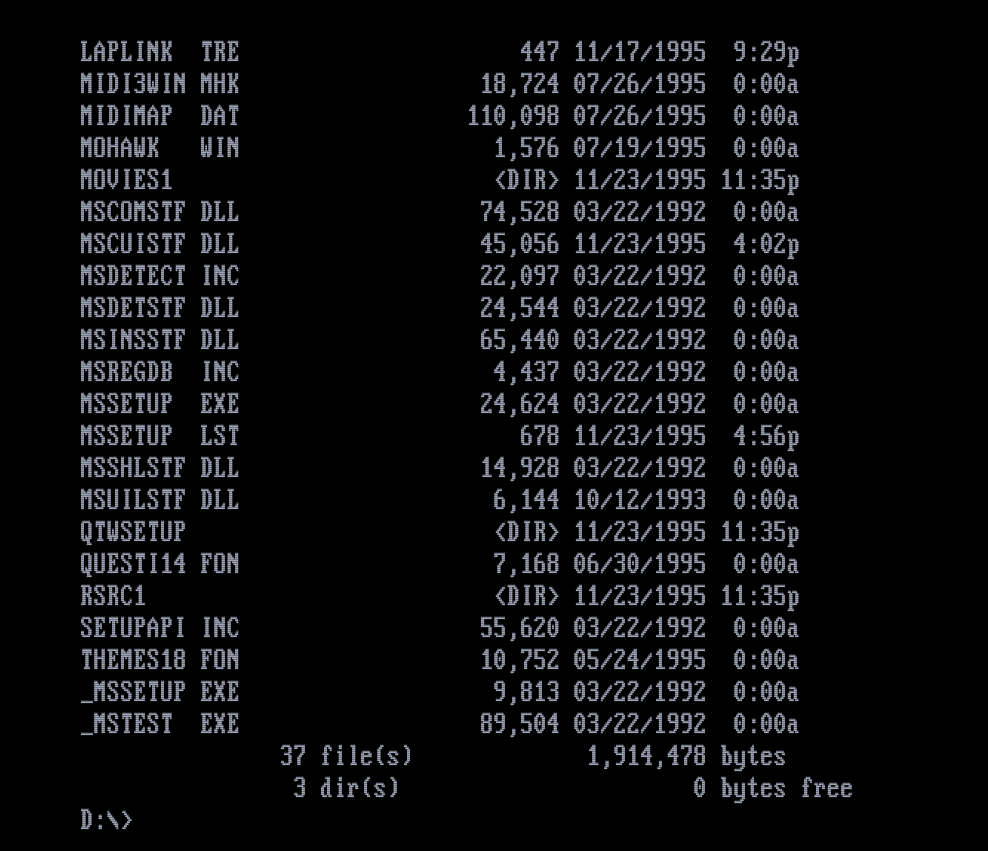 LAPLINK  TRE                     447 11/17/1995  9:29p
MIDI3WIN MHK                  18,724 07/26/1995  0:00a
MIDIMAP  DAT                 110,098 07/26/1995  0:00a
MOHAWK   WIN                   1,576 07/19/1995  0:00a
MOVIES1                        <DIR> 11/23/1995 11:35p
MSCOMSTF DLL                  74,528 03/22/1992  0:00a
MSCUISTF DLL                  45,056 11/23/1995  4:02p
MSDETECT INC                  22,097 03/22/1992  0:00a
MSDETSTF DLL                  24,544 03/22/1992  0:00a
MSINSSTF DLL                  65,440 03/22/1992  0:00a
MSREGDB  INC                   4,437 03/22/1992  0:00a
MSSETUP  EXE                  24,624 03/22/1992  0:00a
MSSETUP  LST                     678 11/23/1995  4:56p
MSSHLSTF DLL                  14,928 03/22/1992  0:00a
MSUILSTF DLL                   6,144 10/12/1993  0:00a
QTWSETUP                       <DIR> 11/23/1995 11:35p
QUESTI14 FON                   7,168 06/30/1995  0:00a
RSRC1                          <DIR> 11/23/1995 11:35p
SETUPAPI INC                  55,620 03/22/1992  0:00a
THEMES18 FON                  10,752 05/24/1995  0:00a
_MSSETUP EXE                   9,813 03/22/1992  0:00a
_MSTEST  EXE                  89,504 03/22/1992  0:00a
               37 file(s)             1,914,478 bytes
                3 dir(s)                      0 bytes free
D:\>